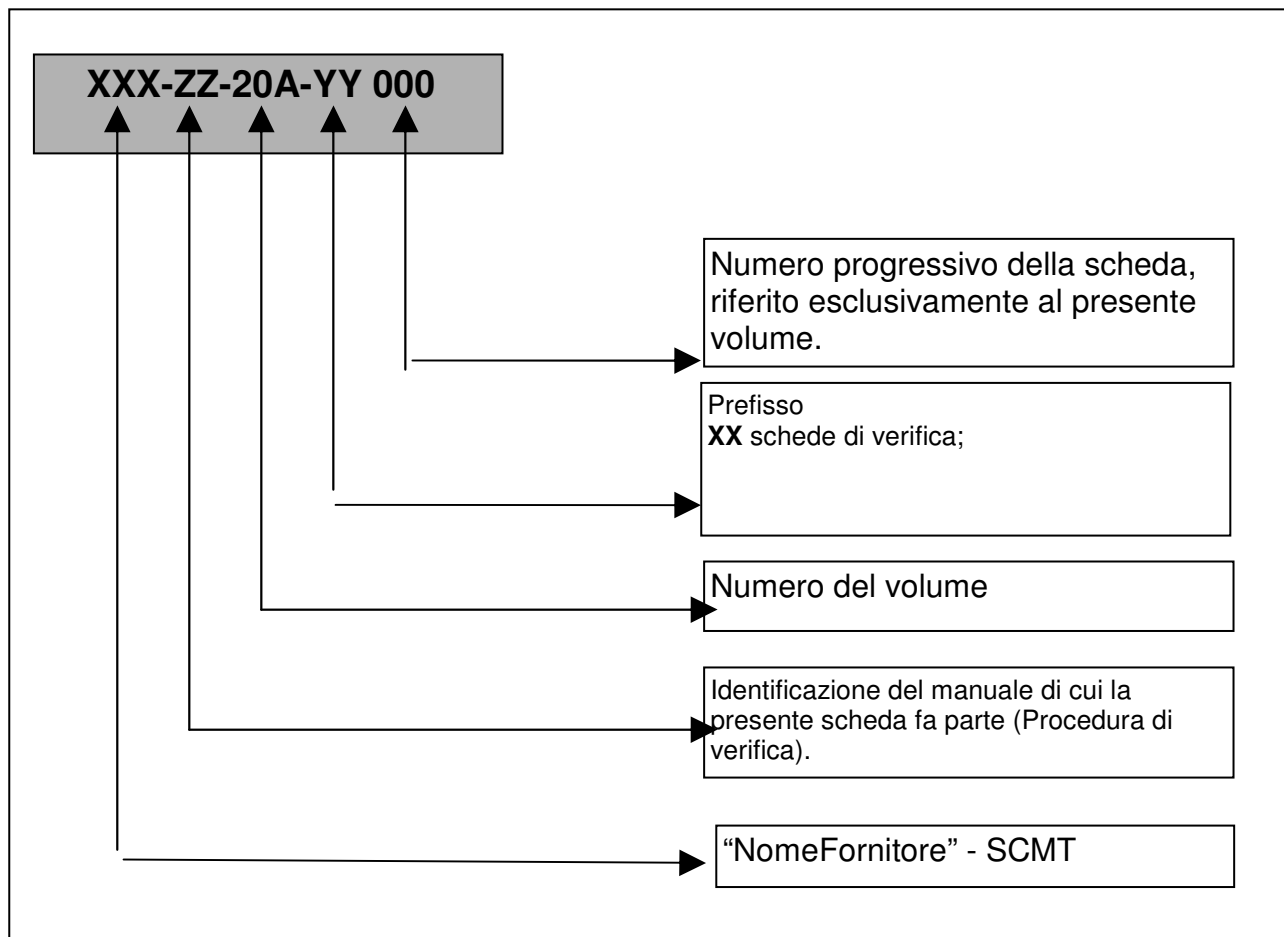 XXX-ZZ-20A-YY 000
Numero progressivo della scheda,
riferito esclusivamente al presente
volume.
Prefisso
XX schede di verifica;
Numero del volume
Identificazione del manuale di cui la
presente scheda fa parte (Procedura di
verifica).
“NomeFornitore” - SCMT